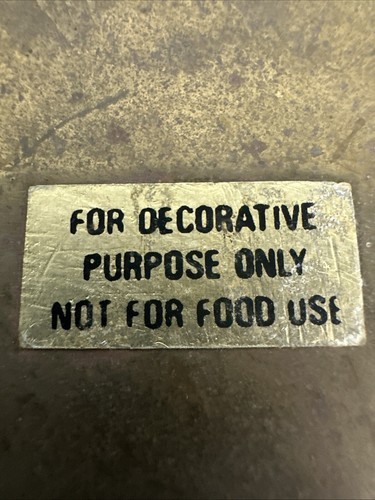 FOR DECORATIVE
PURPOSE ONLY
NOT FOR FOOD USE